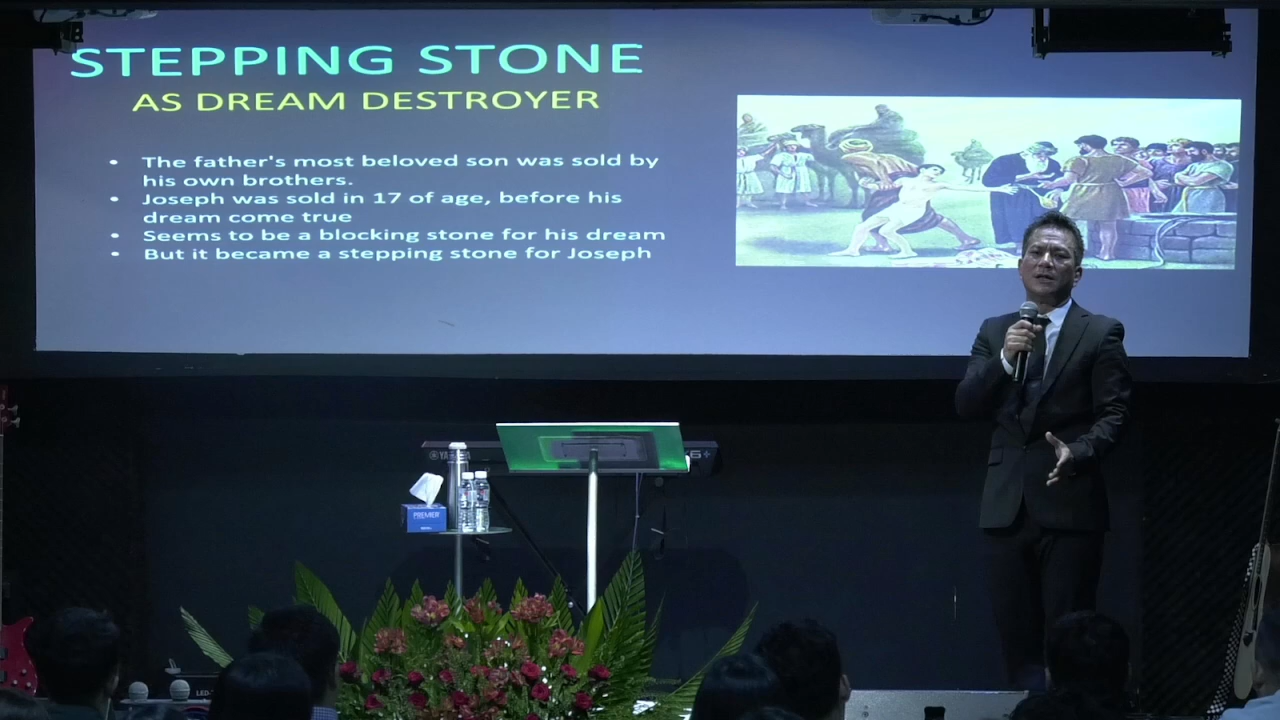 STEPPING STONE
AS DREAM DESTROYER
• The father's most beloved son was sold by
his own brothers.
• Joseph was sold in 17 of age, before his
dream come true
• Seems to be a blocking stone for his dream
• But it became a stepping stone for Joseph
PREMIER